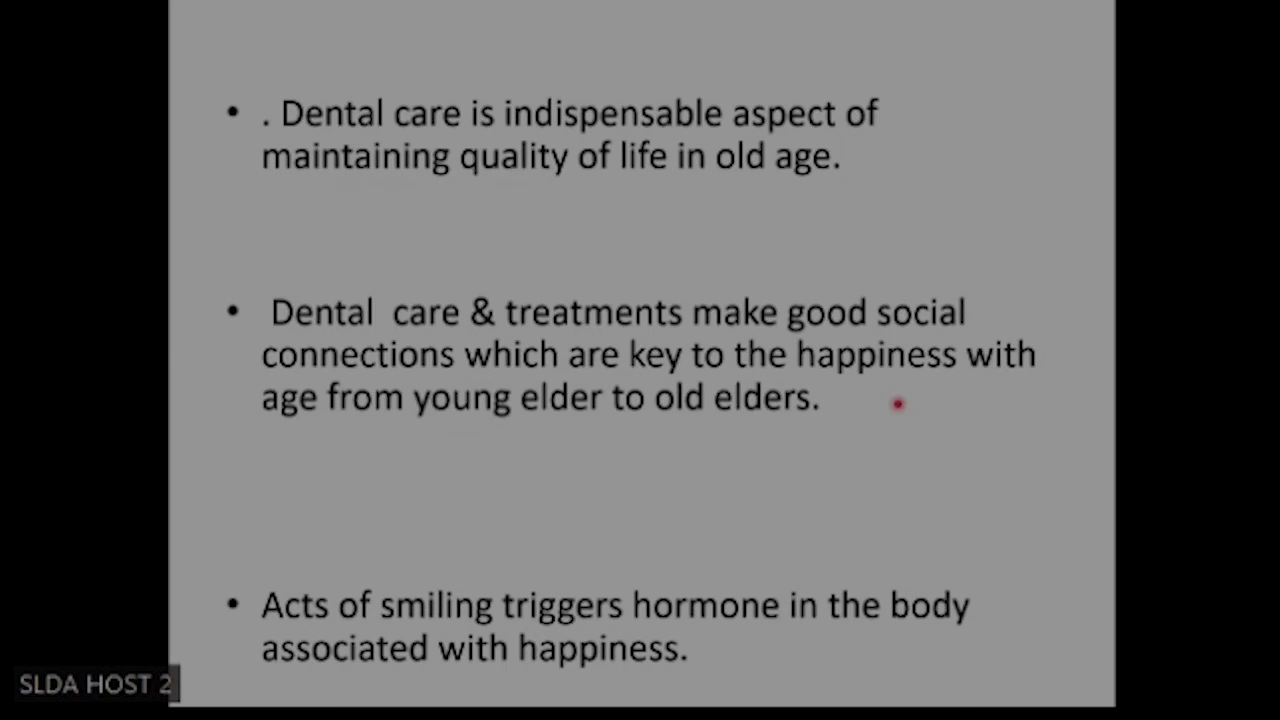 • . Dental care is indispensable aspect of
maintaining quality of life in old age.
• Dental care & treatments make good social
connections which are key to the happiness with
age from young elder to old elders.
• Acts of smiling triggers hormone in the body
associated with happiness.
SLDA HOST 2